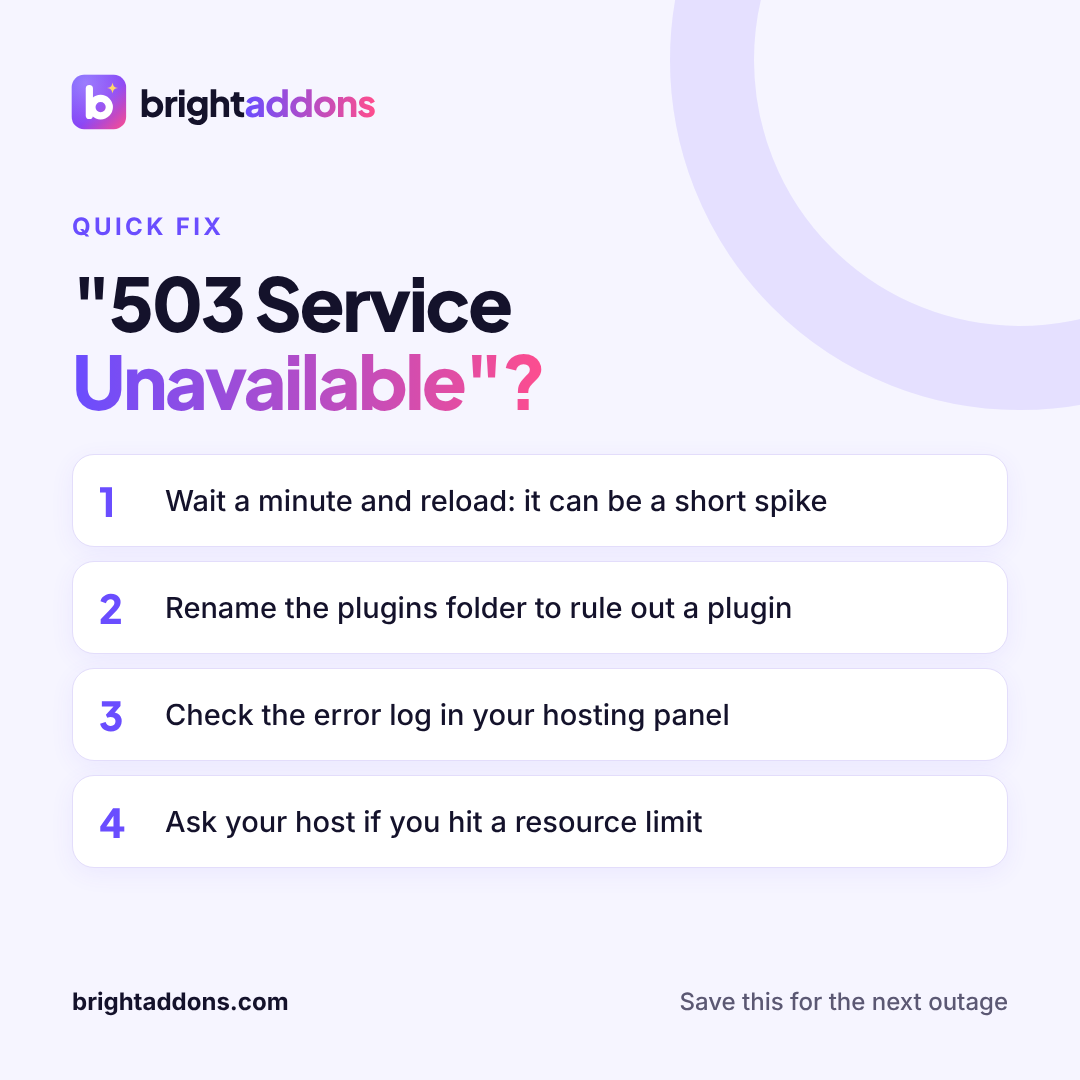 brightaddons
QUICK FIX
"503 Service
Unavailable"?
1 Wait a minute and reload: it can be a short spike
2 Rename the plugins folder to rule out a plugin
3 Check the error log in your hosting panel
4 Ask your host if you hit a resource limit
brightaddons.com
Save this for the next outage